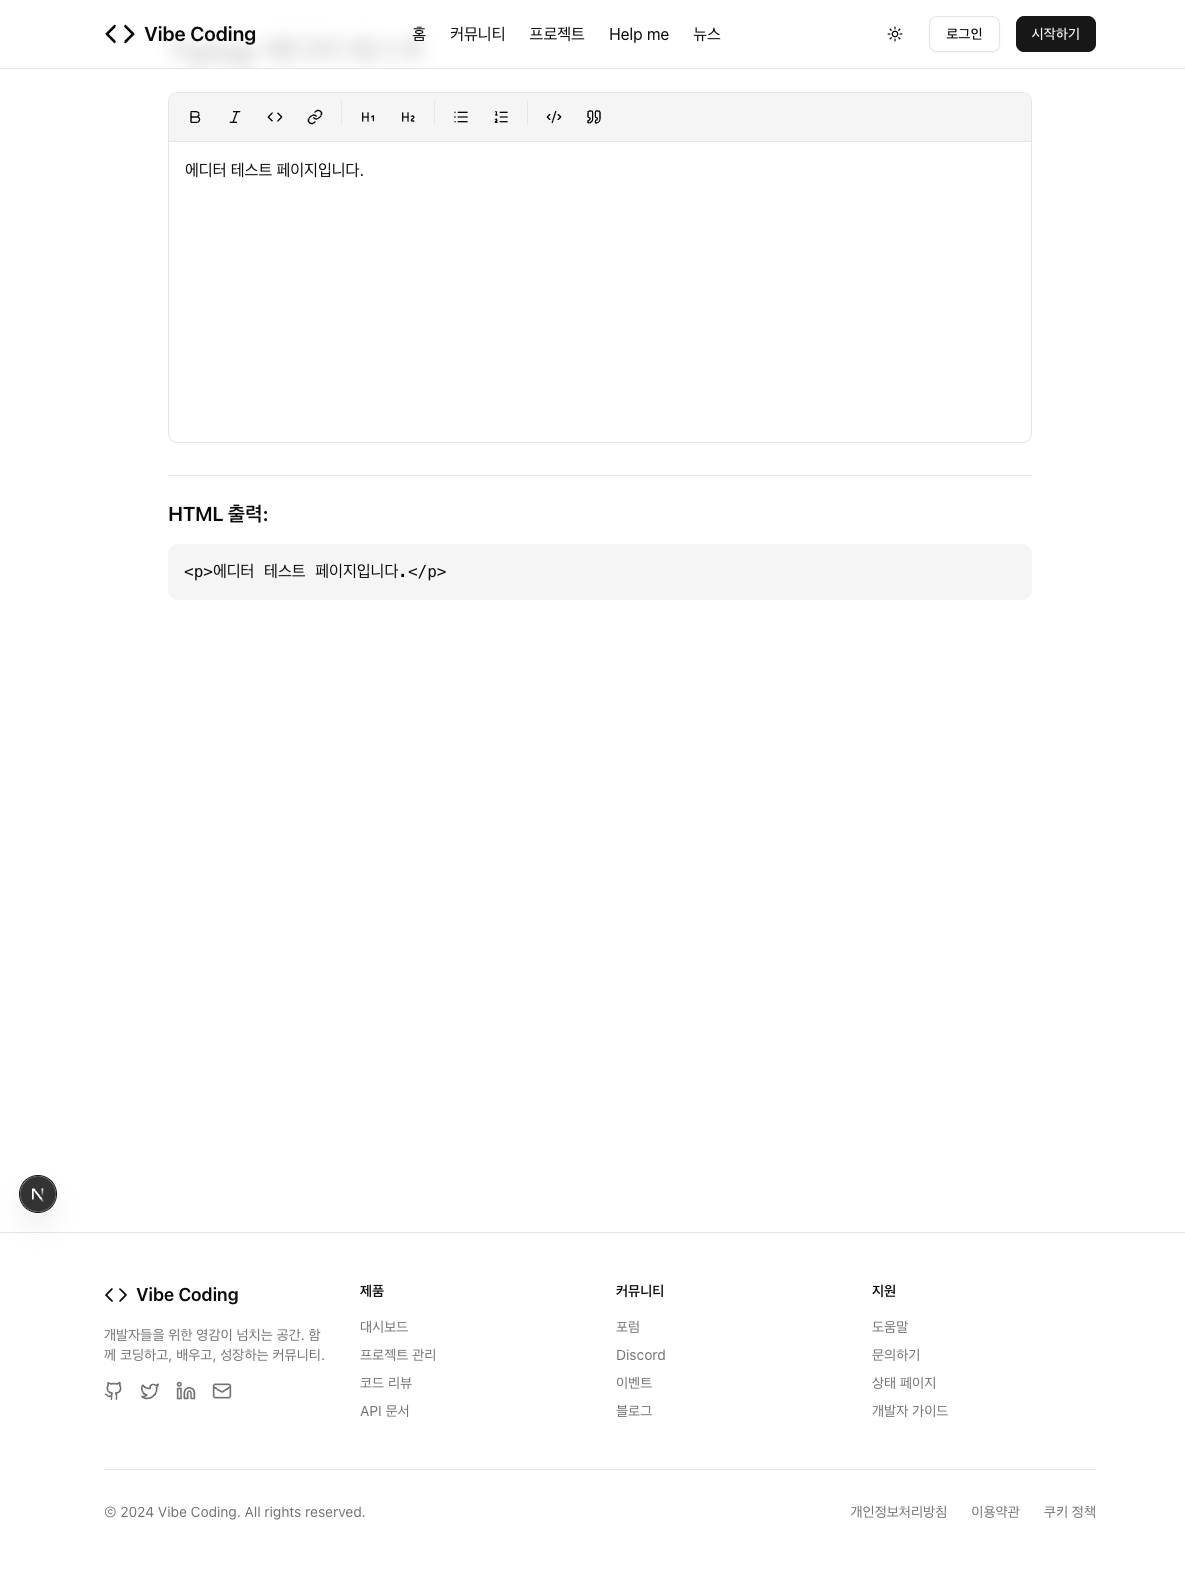 Vibe Coding
홈 커뮤니티 프로젝트 Help me 뉴스
로그인 시작하기
H1 H2
에디터 테스트 페이지입니다.
HTML 출력:
<p>에디터 테스트 페이지입니다.</p>
N
Vibe Coding
개발자들을 위한 영감이 넘치는 공간. 함
께 코딩하고, 배우고, 성장하는 커뮤니티.
제품
대시보드
프로젝트 관리
코드 리뷰
API 문서
커뮤니티
포럼
Discord
이벤트
블로그
지원
도움말
문의하기
상태 페이지
개발자 가이드
© 2024 Vibe Coding. All rights reserved.
개인정보처리방침 이용약관 쿠키 정책